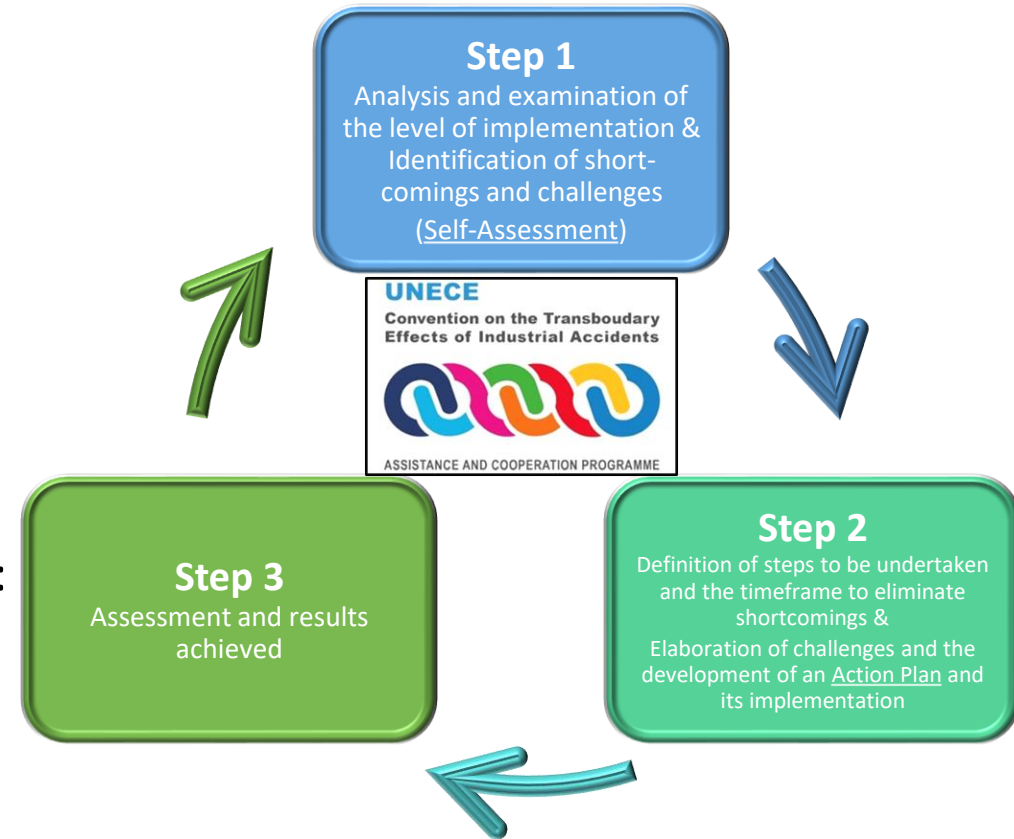 Step 1
Analysis and examination of
the level of implementation &
Identification of short-
comings and challenges
(Self-Assessment)
UNECE
Convention on the Transboudary
Effects of Industrial Accidents
ASSISTANCE AND COOPERATION PROGRAMME
Step 2
Definition of steps to be undertaken
and the timeframe to eliminate
shortcomings &
Elaboration of challenges and the
development of an Action Plan and
its implementation
:
Step 3
Assessment and results
achieved